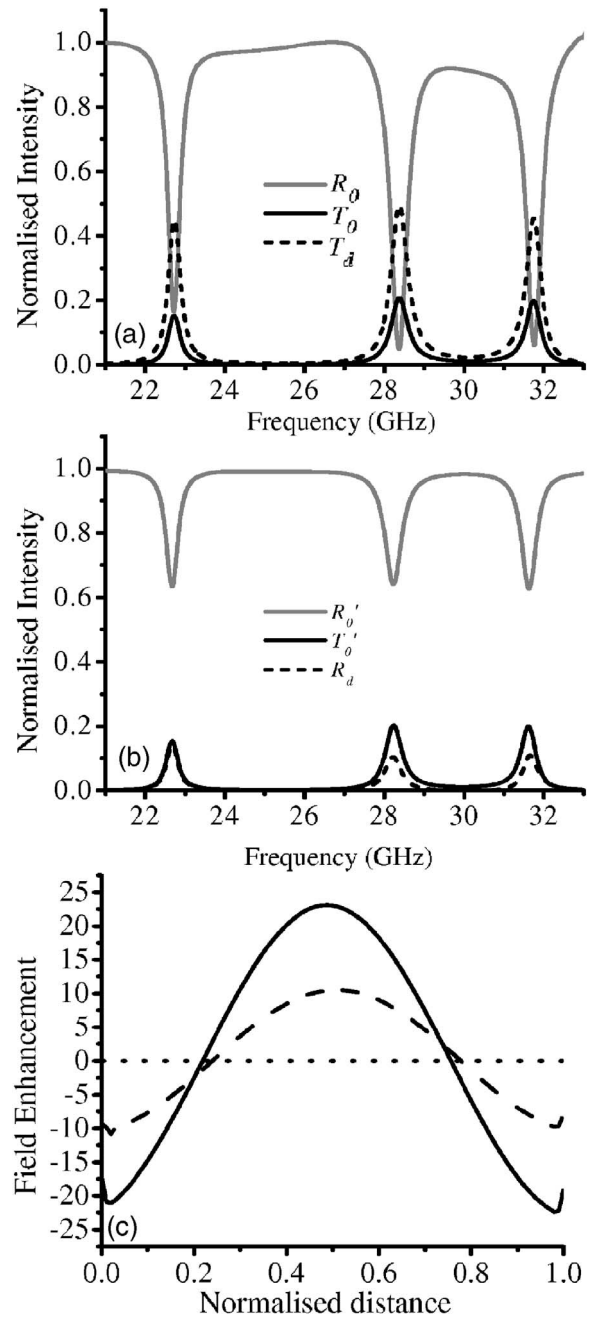 1.0
0.8
0.6
0.4
0.2
0.0
Normalised Intensity
R₀
T₀
T_d
(a)
22 24 26 28 30 32
Frequency (GHz)
1.0
0.8
0.6
0.4
0.2
0.0
Normalised Intensity
R₀'
T₀'
R_d
(b)
22 24 26 28 30 32
Frequency (GHz)
25
20
15
10
5
0
-5
-10
-15
-20
-25
Field Enhancement
(c)
0.0 0.2 0.4 0.6 0.8 1.0
Normalised distance